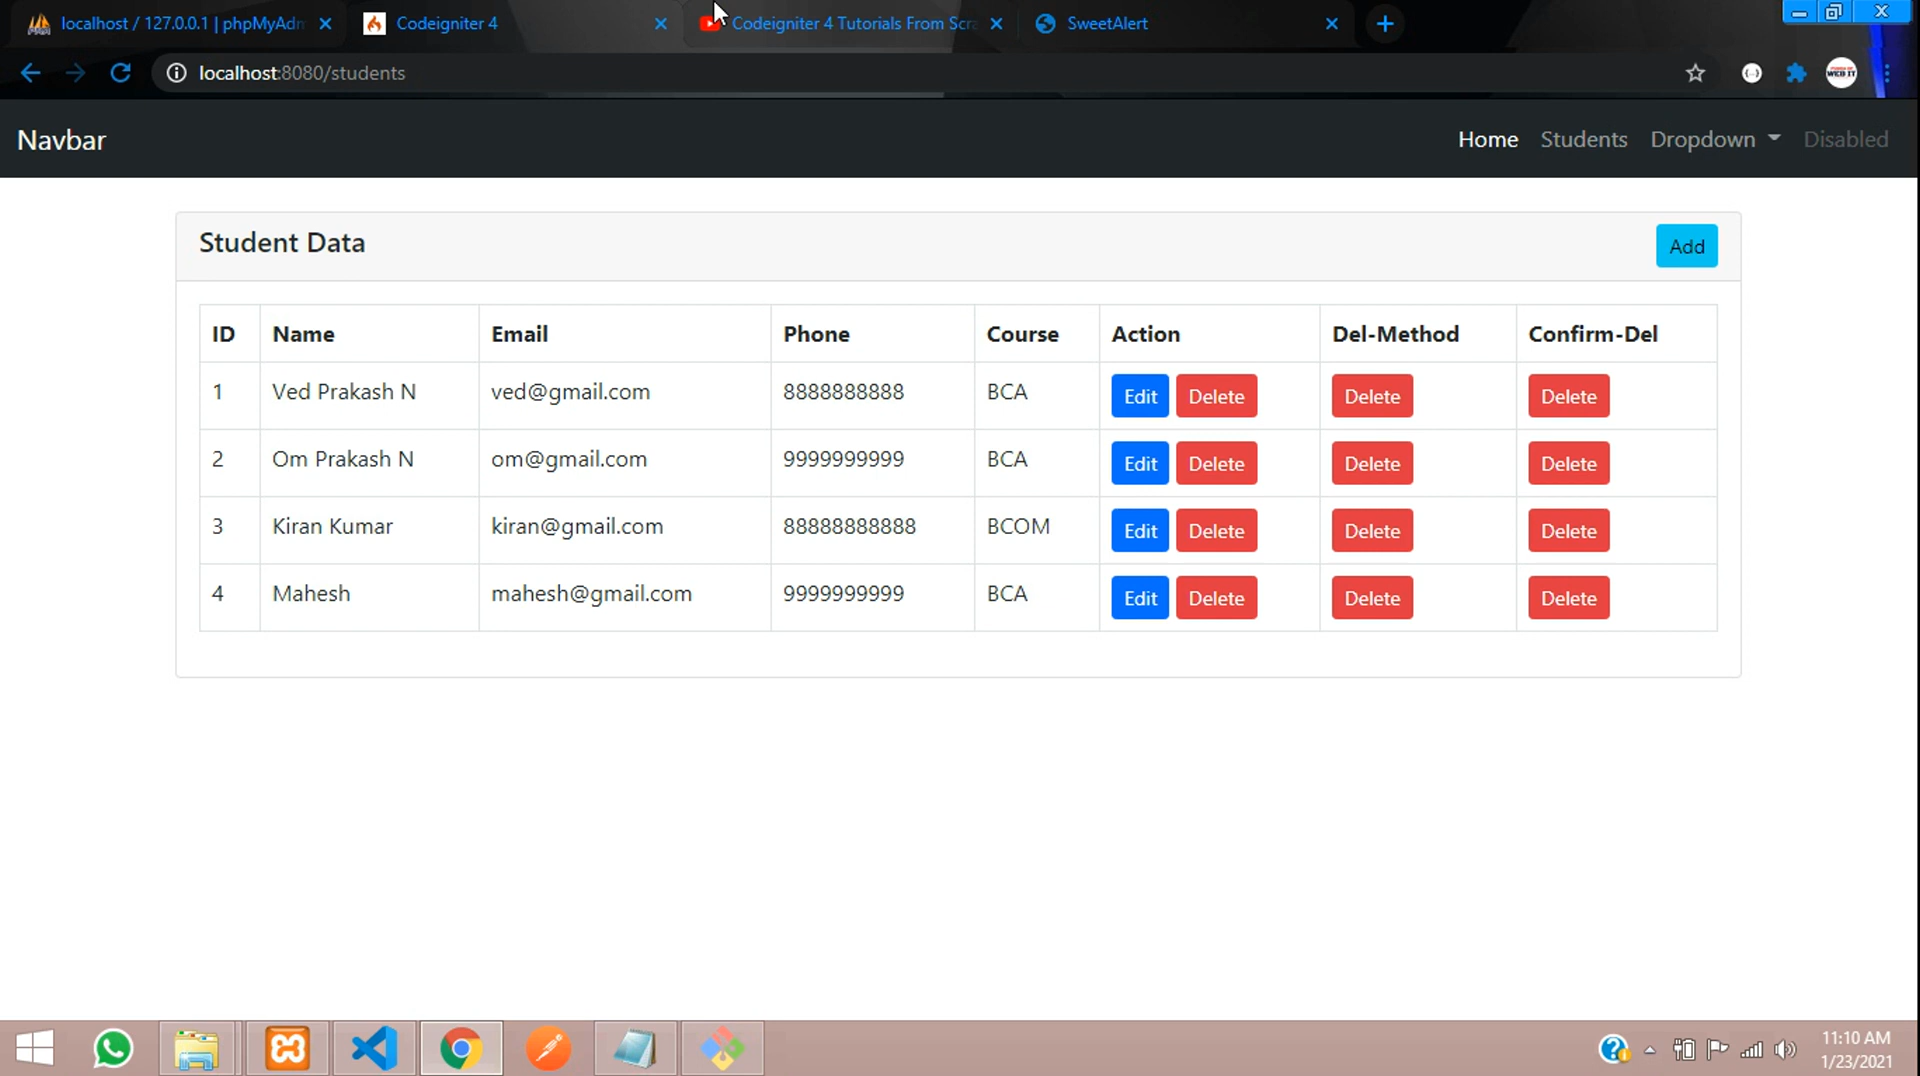 localhost / 127.0.0.1 | phpMyAdm
Codeigniter 4
Codeigniter 4 Tutorials From Scra
SweetAlert
localhost:8080/students
Navbar
Home Students Dropdown Disabled
Student Data
Add
ID Name Email Phone Course Action Del-Method Confirm-Del
1 Ved Prakash N ved@gmail.com 8888888888 BCA Edit Delete Delete Delete
2 Om Prakash N om@gmail.com 9999999999 BCA Edit Delete Delete Delete
3 Kiran Kumar kiran@gmail.com 88888888888 BCOM Edit Delete Delete Delete
4 Mahesh mahesh@gmail.com 9999999999 BCA Edit Delete Delete Delete
11:10 AM
1/23/2021